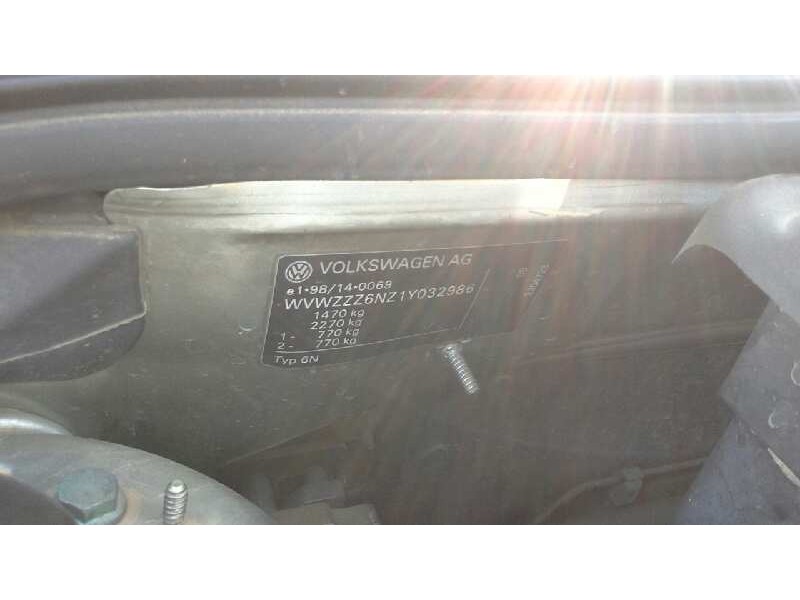 VOLKSWAGEN AG
e1*98/14*0069
WVWZZZ6NZ1Y032986
1470 kg
2270 kg
1- 770 kg
2- 770 kg
Typ 6N